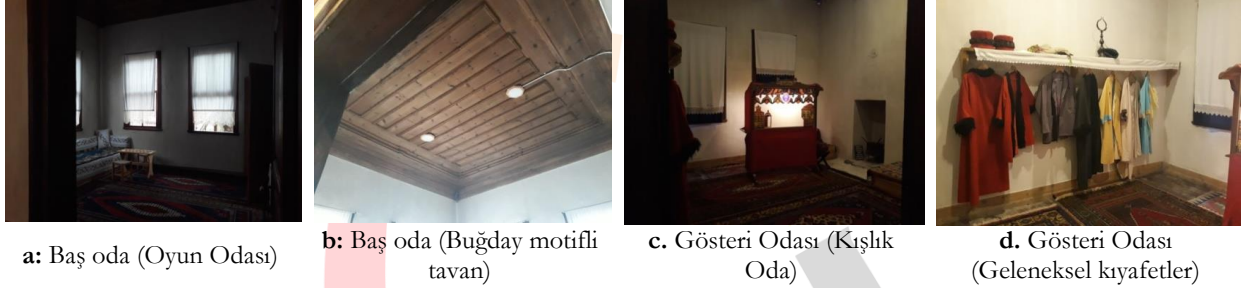 a: Baş oda (Oyun Odası)
b: Baş oda (Buğday motifli
tavan)
c. Gösteri Odası (Kışlık
Oda)
d. Gösteri Odası
(Geleneksel kıyafetler)